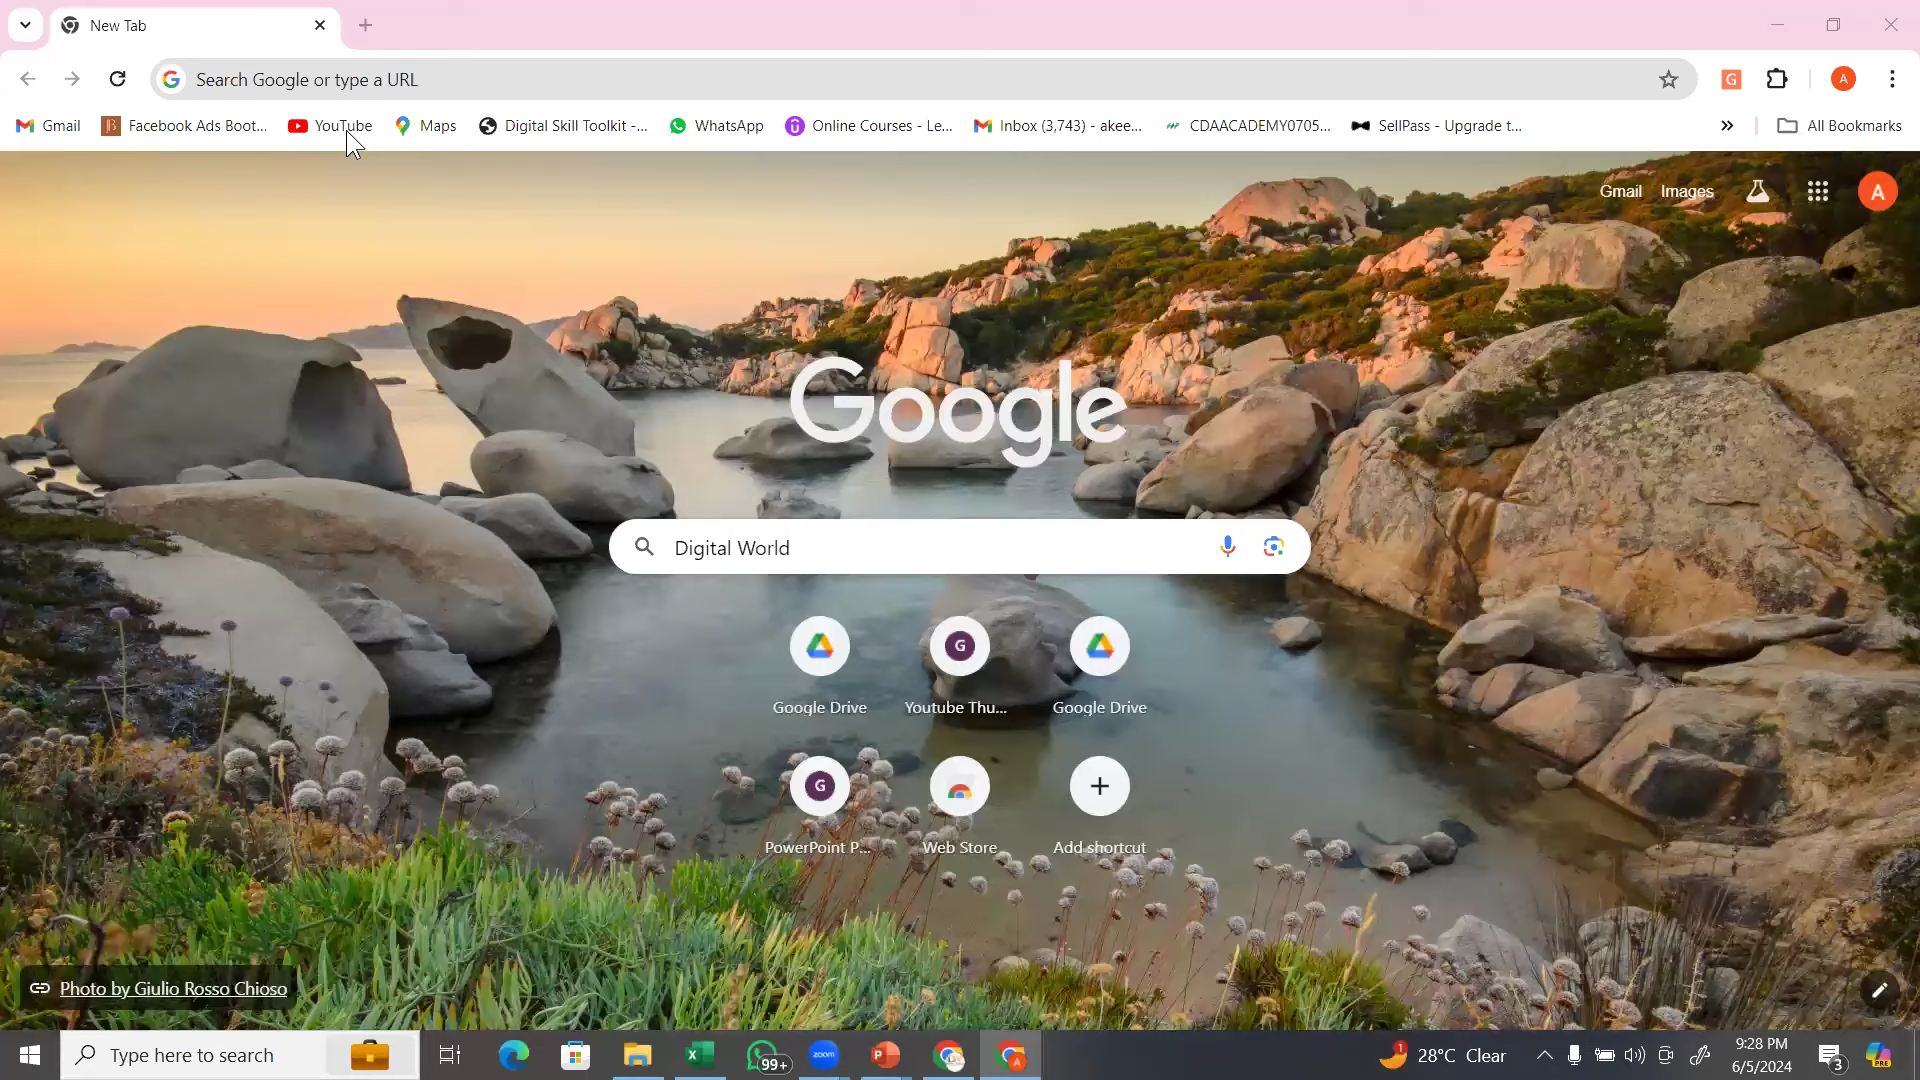 New Tab
Search Google or type a URL
Gmail
Facebook Ads Boot...
YouTube
Maps
Digital Skill Toolkit -...
WhatsApp
Online Courses - Le...
Inbox (3,743) - akee...
CDAACADEMY0705...
SellPass - Upgrade t...
All Bookmarks
A
Gmail
Images
A
Google
Digital World
G
Google Drive
Youtube Thu...
Google Drive
G
PowerPoint P...
Web Store
Add shortcut
Photo by Giulio Rosso Chioso
Type here to search
99+
zoom
1
28°C Clear
9:28 PM
6/5/2024
3
PRE